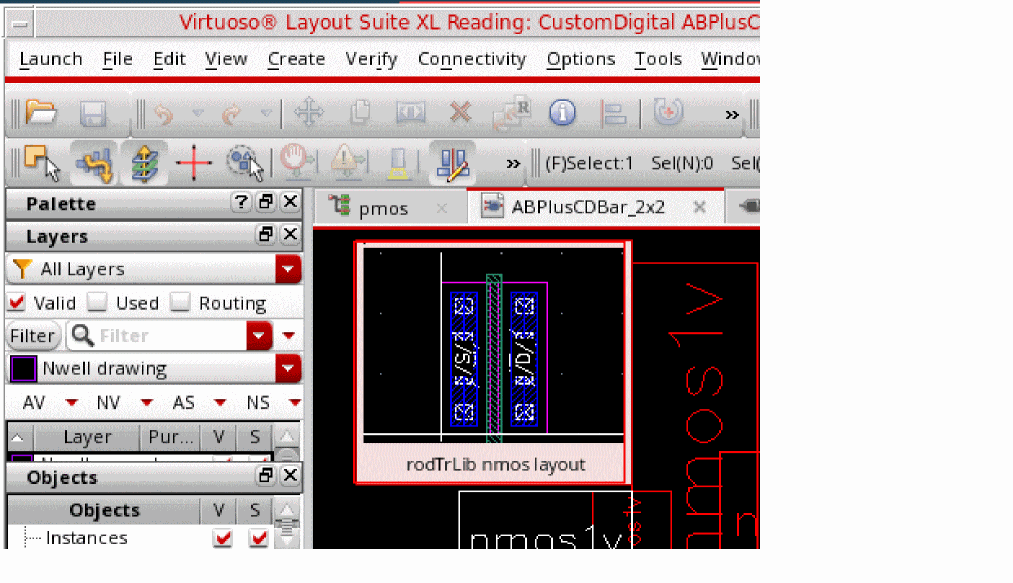 Virtuoso® Layout Suite XL Reading: CustomDigital ABPlusC
Launch File Edit View Create Verify Connectivity Options Tools Window
R
» (F)Select:1 Sel(N):0 Sel(
Palette ?
pmos ABPlusCDBar_2x2
Layers
All Layers
Valid Used Routing
Filter Filter
Nwell drawing
AV NV AS NS
Layer Pur... V S
/S/ /D/
rodTrLib nmos layout
Objects
Objects V S
Instances
nmos1v
nmos1v
os1v
n